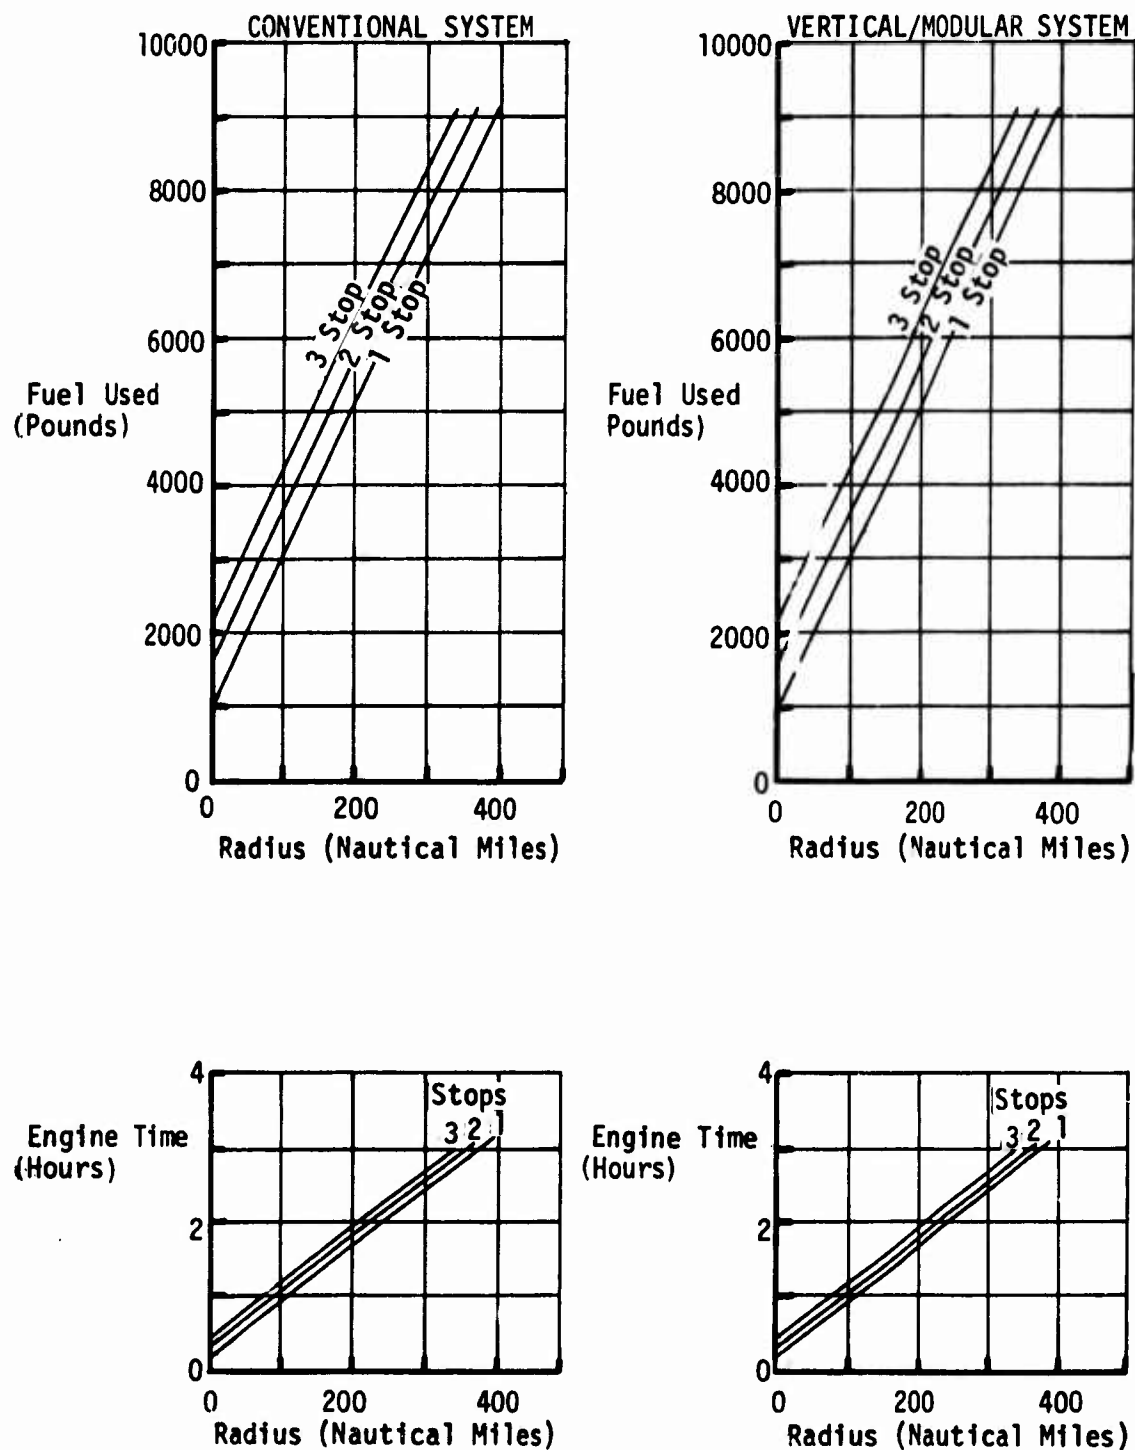 CONVENTIONAL SYSTEM
10000
8000
6000
4000
2000
0
3 Stop
2 Stop
1 Stop
Fuel Used
(Pounds)
0 200 400
Radius (Nautical Miles)
VERTICAL/MODULAR SYSTEM
10000
8000
6000
4000
2000
0
3 Stop
2 Stop
1 Stop
Fuel Used
Pounds)
0 200 400
Radius (Nautical Miles)
4
2
0
Stops
3 2 1
Engine Time
(Hours)
0 200 400
Radius (Nautical Miles)
4
2
0
Stops
3 2 1
Engine Time
(Hours)
0 200 400
Radius (Nautical Miles)